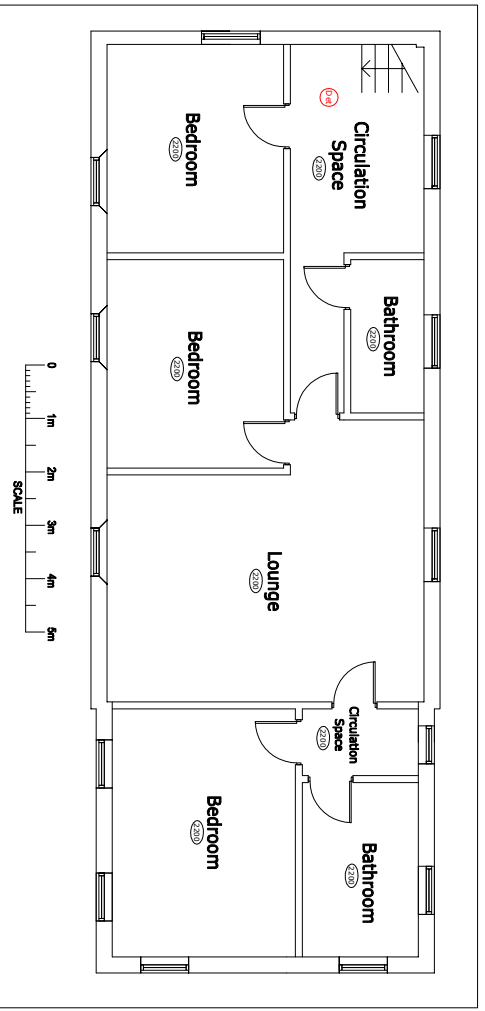 Circulation
Space
2200
Det
Bedroom
2200
Bathroom
2200
Bedroom
2200
Lounge
2200
Circulation
Space
2200
Bathroom
2200
Bedroom
2200
0 1m 2m 3m 4m 5m
SCALE